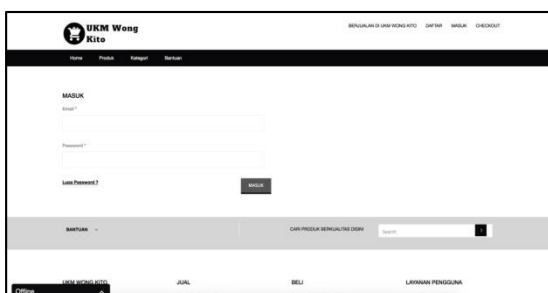 UKM Wong
Kito
BERJUALAN DI UKM WONG KITO DAFTAR MASUK CHECKOUT
Home Produk Kategori Bantuan
MASUK
Email *
Password *
Lupa Password ?
MASUK
BANTUAN
CARI PRODUK BERKUALITAS DISINI
Search
UKM WONG KITO JUAL BELI LAYANAN PENGGUNA
Offline